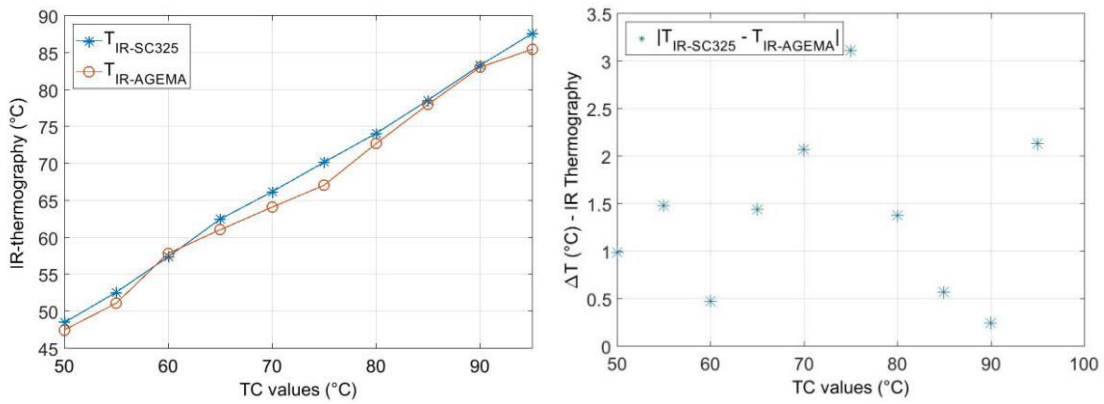 90
85
80
75
70
65
60
55
50
45
IR-thermography (°C)
T_IR-SC325
T_IR-AGEMA
50 60 70 80 90
TC values (°C)
3.5
3
2.5
2
1.5
1
0.5
0
ΔT (°C) - IR Thermography
|T_IR-SC325 - T_IR-AGEMA|
50 60 70 80 90 100
TC values (°C)